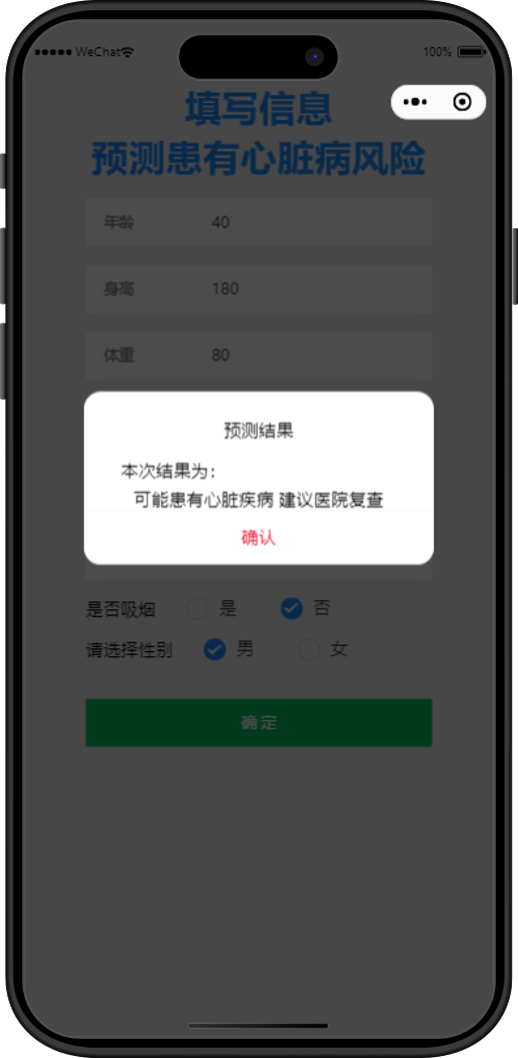 WeChat 100%
填写信息
预测患有心脏病风险
年龄 40
身高 180
体重 80
预测结果
本次结果为：
可能患有心脏疾病 建议医院复查
确认
是否吸烟 是 否
请选择性别 男 女
确定